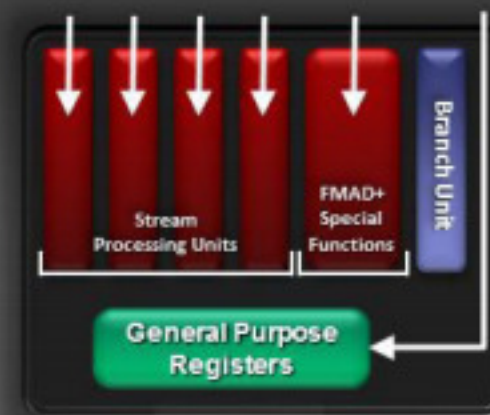 Stream
Processing Units
FMAD+
Special
Functions
Branch Unit
General Purpose
Registers